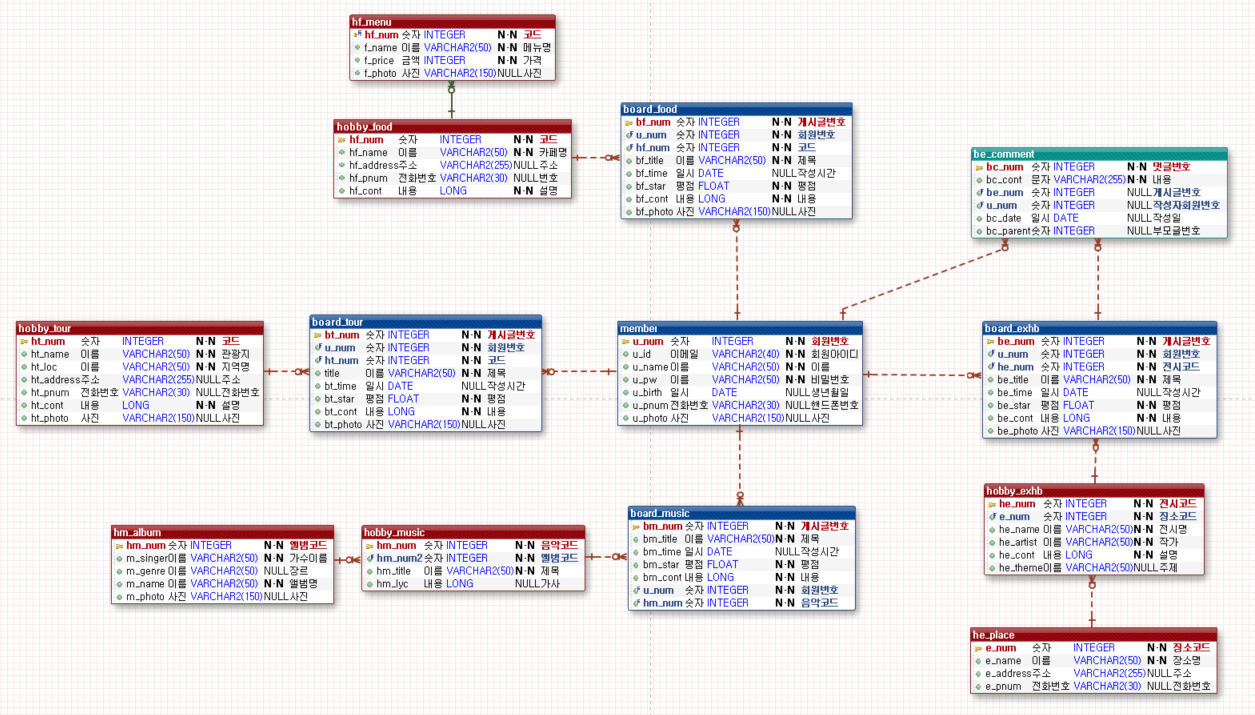 hf_menu
hf_num 숫자 INTEGER N-N 코드
f_name 이름 VARCHAR2(50) N-N 메뉴명
f_price 금액 INTEGER N-N 가격
f_photo 사진 VARCHAR2(150) NULL 사진
hobby_food
hf_num 숫자 INTEGER N-N 코드
hf_name 이름 VARCHAR2(50) N-N 카페명
hf_address 주소 VARCHAR2(255) NULL 주소
hf_pnum 전화번호 VARCHAR2(30) NULL 번호
hf_cont 내용 LONG N-N 설명
board_food
bf_num 숫자 INTEGER N-N 게시글번호
u_num 숫자 INTEGER N-N 회원번호
hf_num 숫자 INTEGER N-N 코드
bf_title 이름 VARCHAR2(50) N-N 제목
bf_time 일시 DATE NULL 작성시간
bf_star 평점 FLOAT N-N 평점
bf_cont 내용 LONG N-N 내용
bf_photo 사진 VARCHAR2(150) NULL 사진
be_comment
bc_num 숫자 INTEGER N-N 댓글번호
bc_cont 문자 VARCHAR2(255) N-N 내용
be_num 숫자 INTEGER NULL 게시글번호
u_num 숫자 INTEGER NULL 작성자회원번호
bc_date 일시 DATE NULL 작성일
bc_parent 숫자 INTEGER NULL 부모글번호
hobby_tour
ht_num 숫자 INTEGER N-N 코드
ht_name 이름 VARCHAR2(50) N-N 관광지
ht_loc 이름 VARCHAR2(50) N-N 지역명
ht_address 주소 VARCHAR2(255) NULL 주소
ht_pnum 전화번호 VARCHAR2(30) NULL 전화번호
ht_cont 내용 LONG N-N 설명
ht_photo 사진 VARCHAR2(150) NULL 사진
board_tour
bt_num 숫자 INTEGER N-N 게시글번호
u_num 숫자 INTEGER N-N 회원번호
ht_num 숫자 INTEGER N-N 코드
title 이름 VARCHAR2(50) N-N 제목
bt_time 일시 DATE NULL 작성시간
bt_star 평점 FLOAT N-N 평점
bt_cont 내용 LONG N-N 내용
bt_photo 사진 VARCHAR2(150) NULL 사진
member
u_num 숫자 INTEGER N-N 회원번호
u_id 이메일 VARCHAR2(40) N-N 회원아이디
u_name 이름 VARCHAR2(50) N-N 이름
u_pw 이름 VARCHAR2(50) N-N 비밀번호
u_birth 일시 DATE NULL 생년월일
u_pnum 전화번호 VARCHAR2(30) NULL 핸드폰번호
u_photo 사진 VARCHAR2(150) NULL 사진
board_exhb
be_num 숫자 INTEGER N-N 게시글번호
u_num 숫자 INTEGER N-N 회원번호
he_num 숫자 INTEGER N-N 전시코드
be_title 이름 VARCHAR2(50) N-N 제목
be_time 일시 DATE NULL 작성시간
be_star 평점 FLOAT N-N 평점
be_cont 내용 LONG N-N 내용
be_photo 사진 VARCHAR2(150) NULL 사진
hm_album
hm_num 숫자 INTEGER N-N 앨범코드
m_singer 이름 VARCHAR2(50) N-N 가수이름
m_genre 이름 VARCHAR2(50) NULL 장르
m_name 이름 VARCHAR2(50) N-N 앨범명
m_photo 사진 VARCHAR2(150) NULL 사진
hobby_music
hm_num 숫자 INTEGER N-N 음악코드
hm_num2 숫자 INTEGER N-N 앨범코드
hm_title 이름 VARCHAR2(50) N-N 제목
hm_lyc 내용 LONG NULL 가사
board_music
bm_num 숫자 INTEGER N-N 게시글번호
bm_title 이름 VARCHAR2(50) N-N 제목
bm_time 일시 DATE NULL 작성시간
bm_star 평점 FLOAT N-N 평점
bm_cont 내용 LONG N-N 내용
u_num 숫자 INTEGER N-N 회원번호
hm_num 숫자 INTEGER N-N 음악코드
hobby_exhb
he_num 숫자 INTEGER N-N 전시코드
e_num 숫자 INTEGER N-N 장소코드
he_name 이름 VARCHAR2(50) N-N 전시명
he_artist 이름 VARCHAR2(50) N-N 작가
he_cont 내용 LONG N-N 설명
he_theme 이름 VARCHAR2(50) NULL 주제
he_place
e_num 숫자 INTEGER N-N 장소코드
e_name 이름 VARCHAR2(50) N-N 장소명
e_address 주소 VARCHAR2(255) NULL 주소
e_pnum 전화번호 VARCHAR2(30) NULL 전화번호